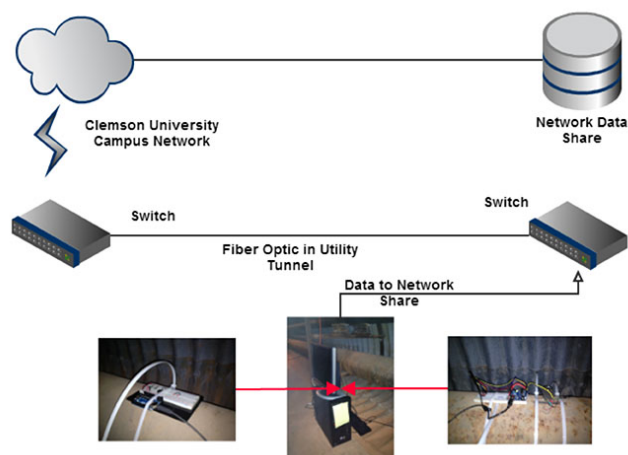 Clemson University
Campus Network
Network Data
Share
Switch
Switch
Fiber Optic in Utility
Tunnel
Data to Network
Share